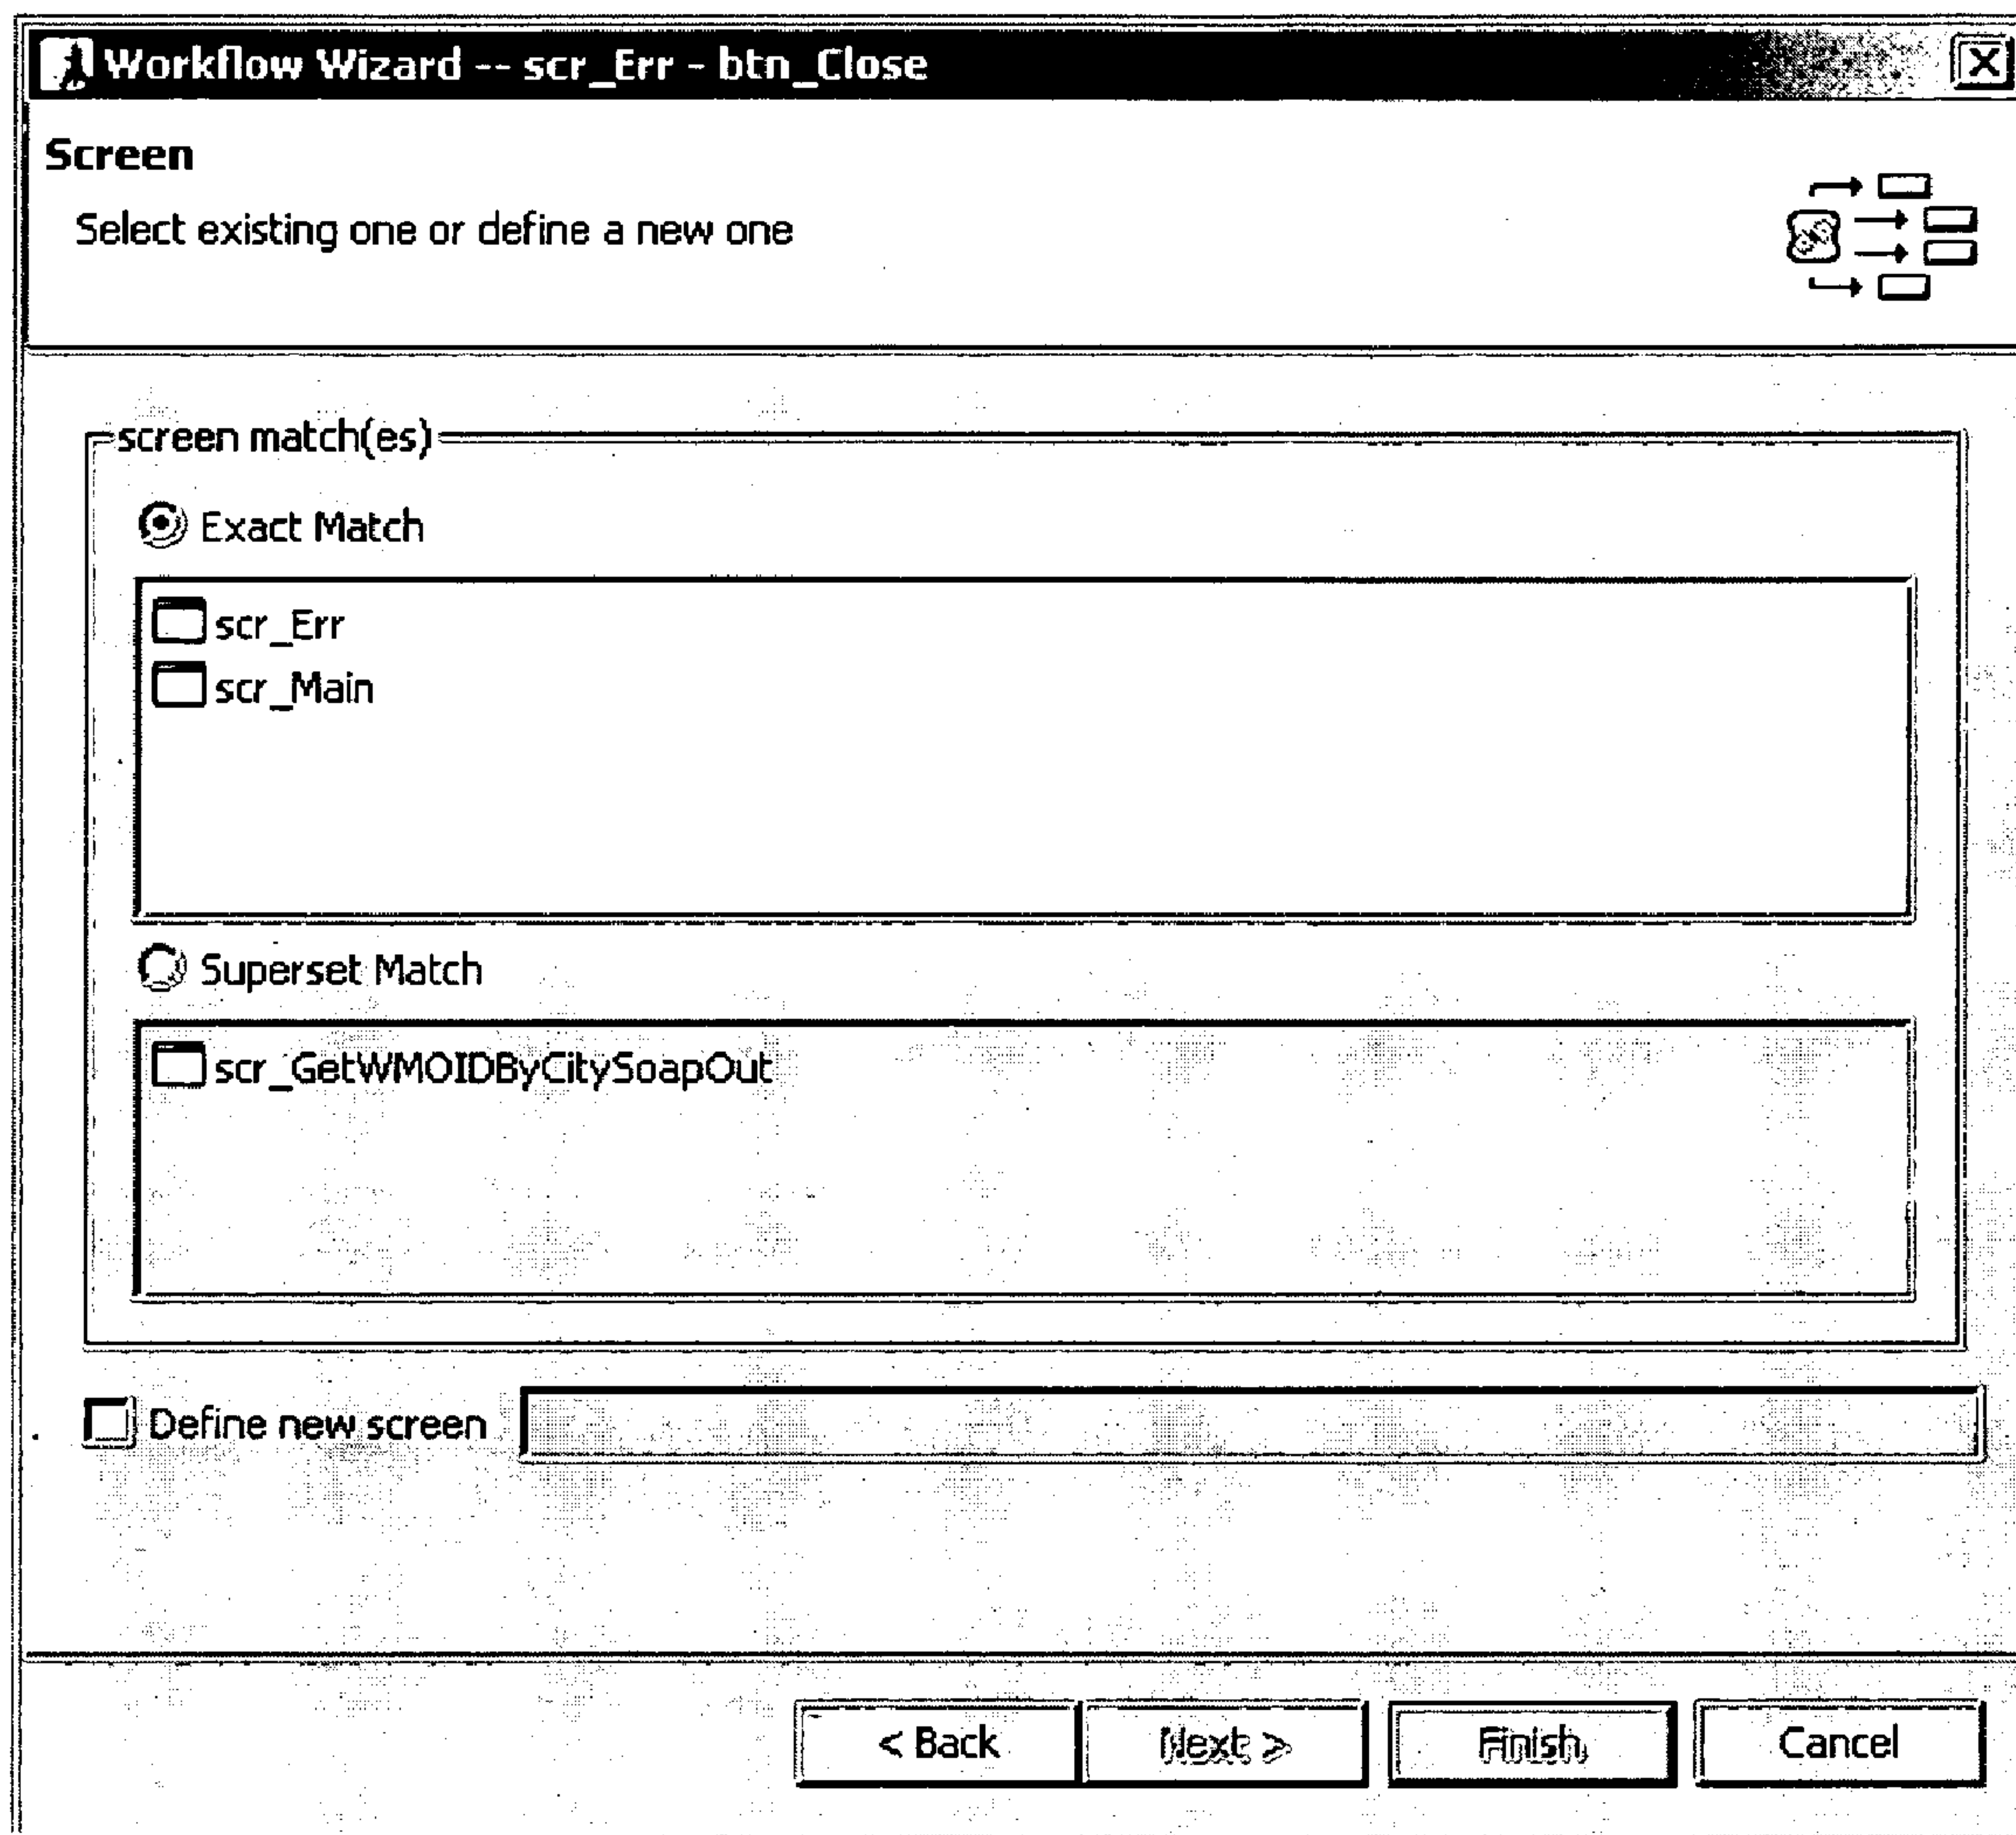 Workflow Wizard -- scr_Err - btn_Close
Screen
Select existing one or define a new one
screen match(es)
Exact Match
scr_Err
scr_Main
Superset Match
scr_GetWMOIDByCitySoapOut
Define new screen
< Back Next > Finish Cancel